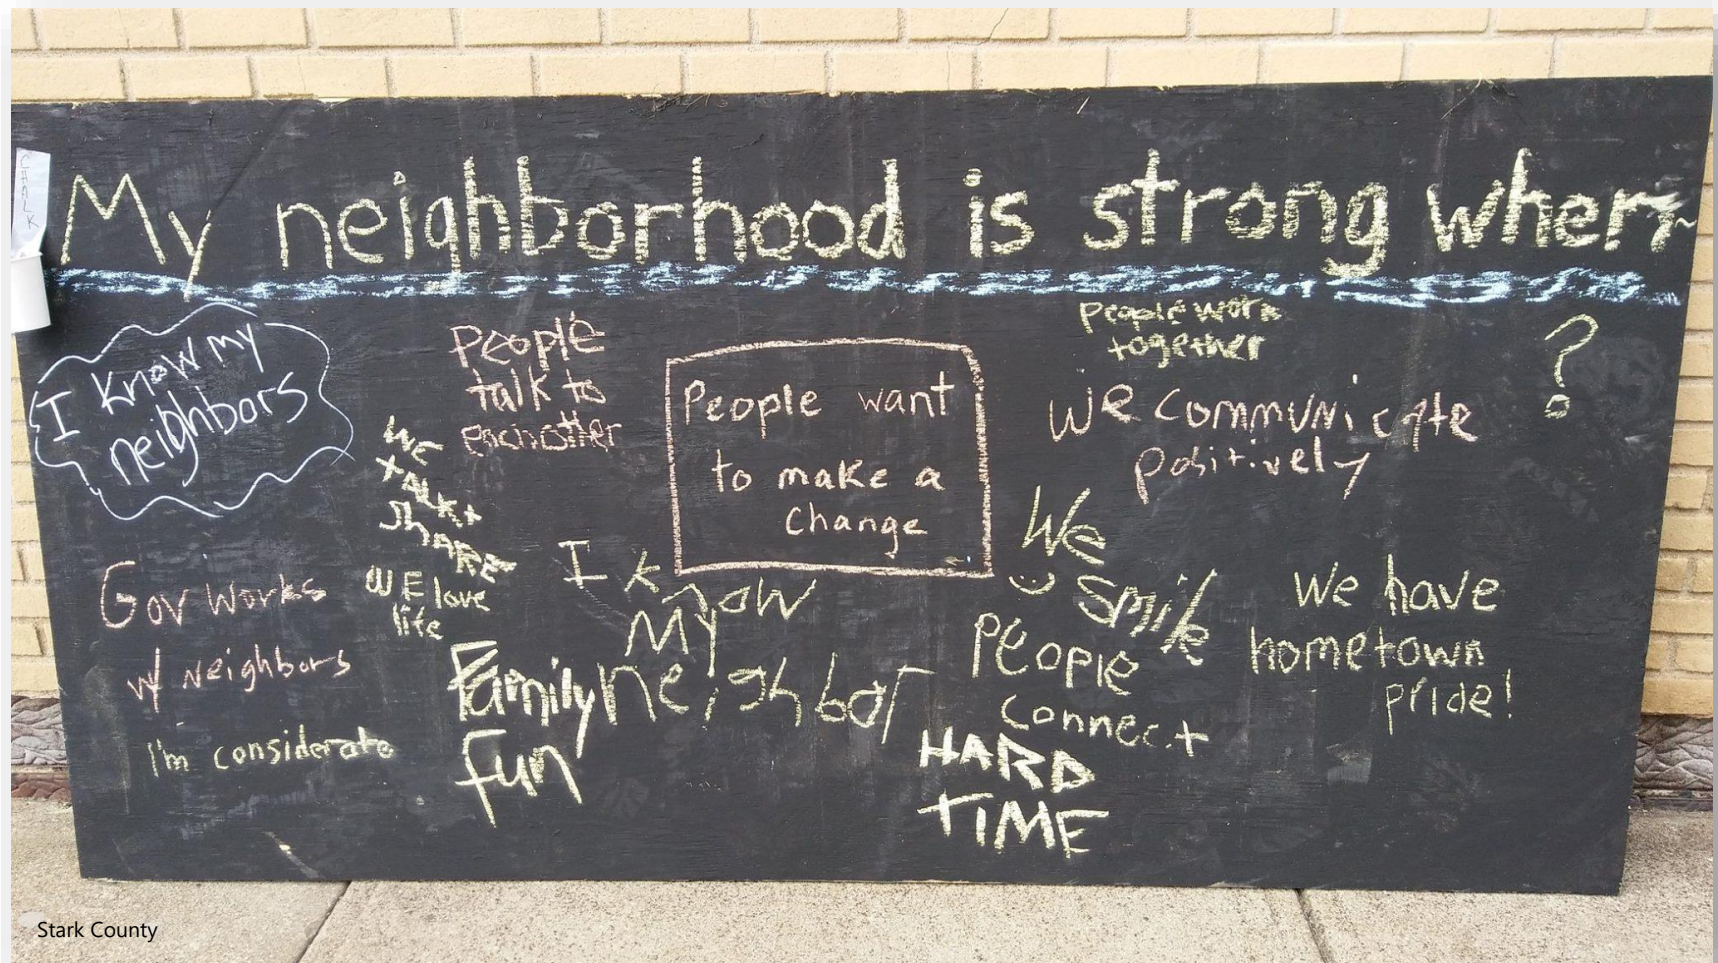 CHALK
My neighborhood is strong when
?
I know my
neighbors
People
talk to
eachother
People want
to make a
change
People work
together
We communicate
positively
We
talk +
ShARE
WE love
life
Gov works
w/ neighbors
I'm considerate
I know
My
neighbor
Family
fun
We
Smile
People
connect
HARD
TIME
We have
hometown
pride!
Stark County